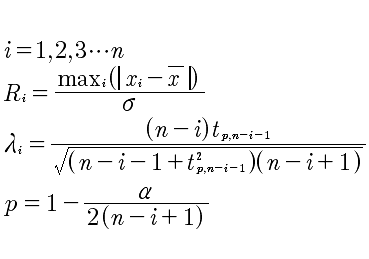 i = 1,2,3⋯n
R_i = max_i(|x_i − x̄|) / σ
λ_i = (n − i) t_{p,n−i−1} / √((n − i − 1 + t²_{p,n−i−1})(n − i + 1))
p = 1 − α / 2(n − i + 1)